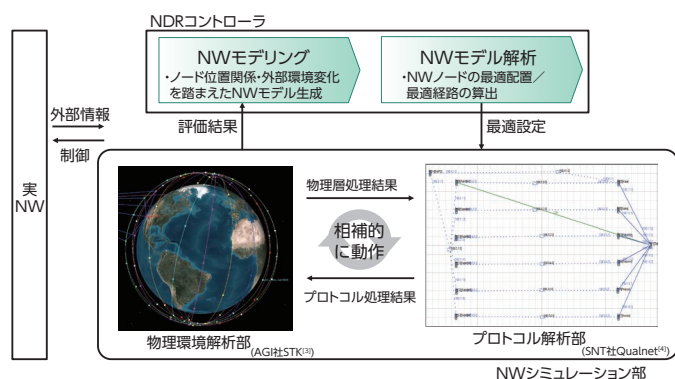 NDRコントローラ
NWモデリング
・ノード位置関係・外部環境変化
を踏まえたNWモデル生成
NWモデル解析
・NWノードの最適配置／
最適経路の算出
外部情報
制御
実
NW
評価結果
最適設定
物理層処理結果
相補的
に動作
プロトコル処理結果
物理環境解析部
(AGI社STK[3])
プロトコル解析部
(SNT社Qualnet[4])
NWシミュレーション部